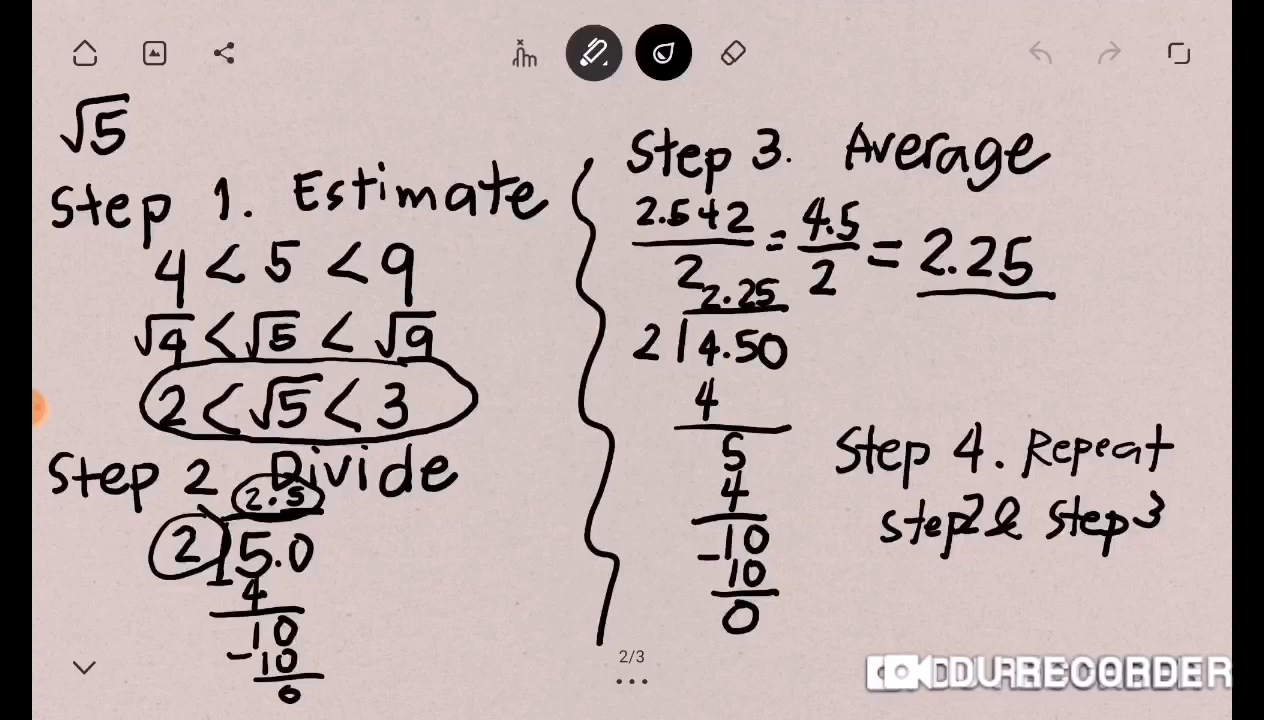 √5
Step 1. Estimate
4 < 5 < 9
√4 < √5 < √9
2 < √5 < 3
Step 2 Divide
2.5
2 5.0
4
10
-10
0
Step 3. Average
2.5+2 = 4.5 = 2.25
2 2
2.25
2 4.50
4
5
4
-10
10
0
Step 4. Repeat
step2& step3
2/3
DU RECORDER